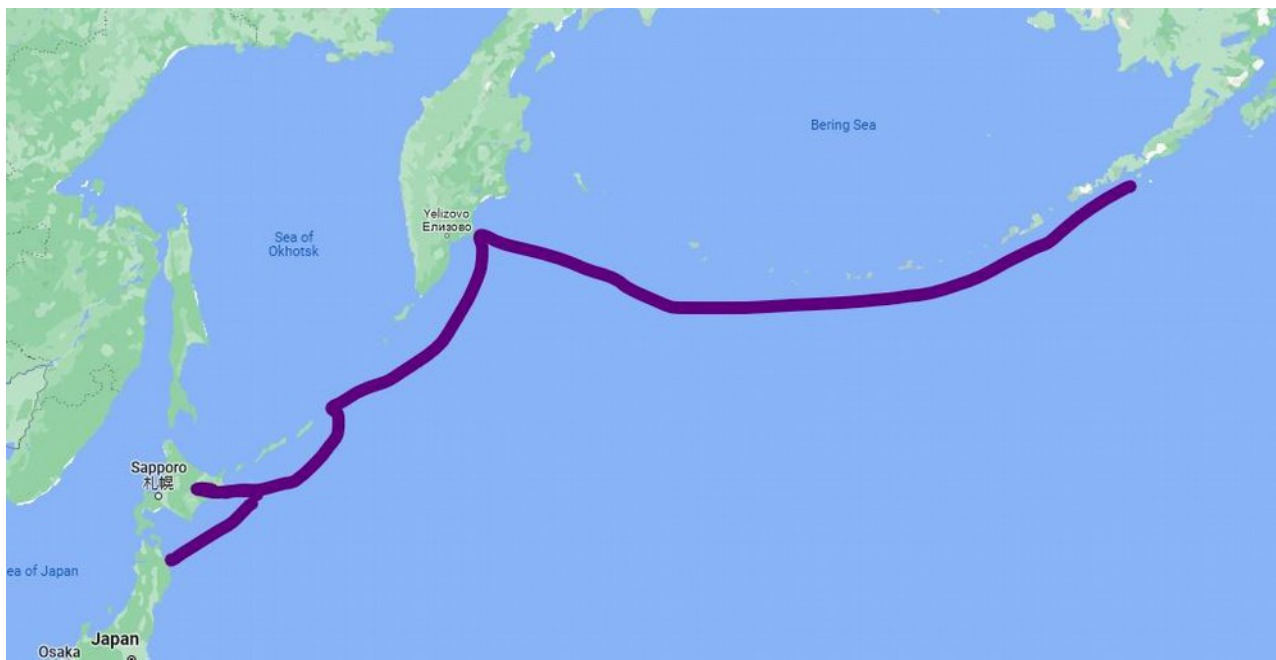 Bering Sea
Yelizovo
Елизово
Sea of
Okhotsk
Sapporo
札幌
ea of Japan
Japan
Osaka